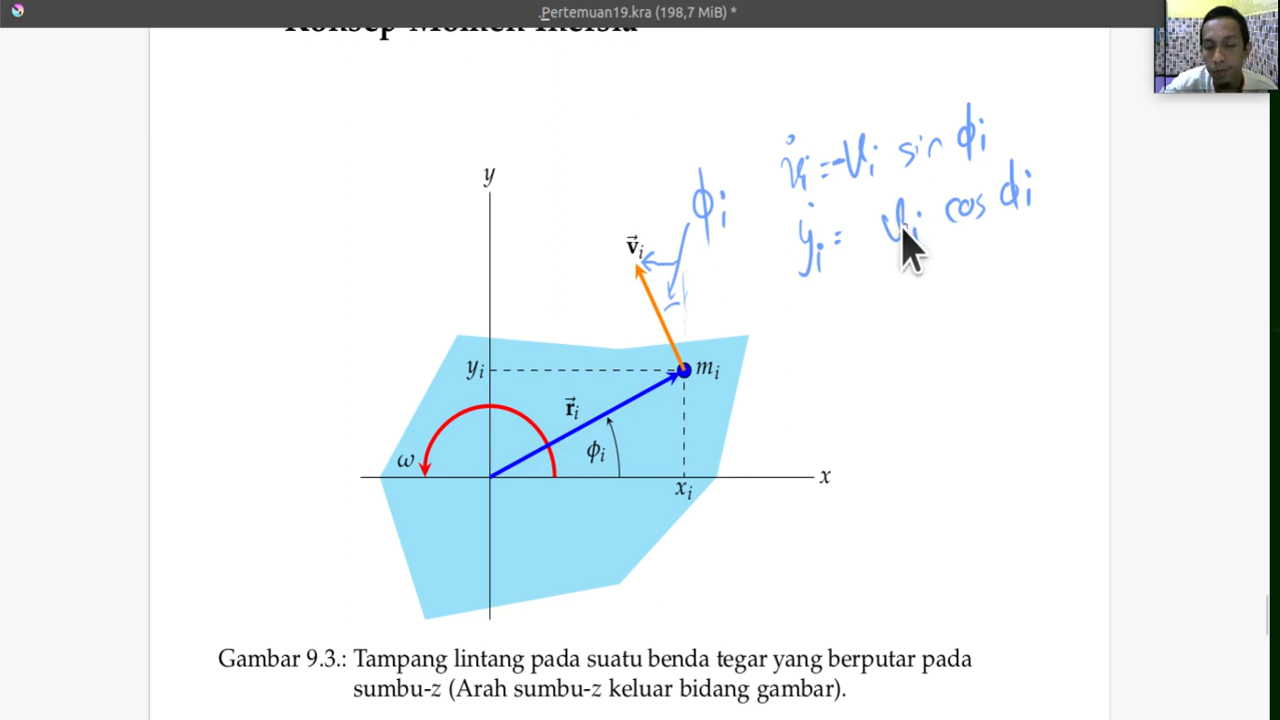 .Pertemuan19.kra (198,7 MiB) *
Konsep Momen Inersia
ẋi = -vi sin ϕi
ẏi = vi cos ϕi
ϕi
y
v⃗i
yi
mi
r⃗i
ϕi
ω
x
xi
Gambar 9.3.: Tampang lintang pada suatu benda tegar yang berputar pada
sumbu-z (Arah sumbu-z keluar bidang gambar).